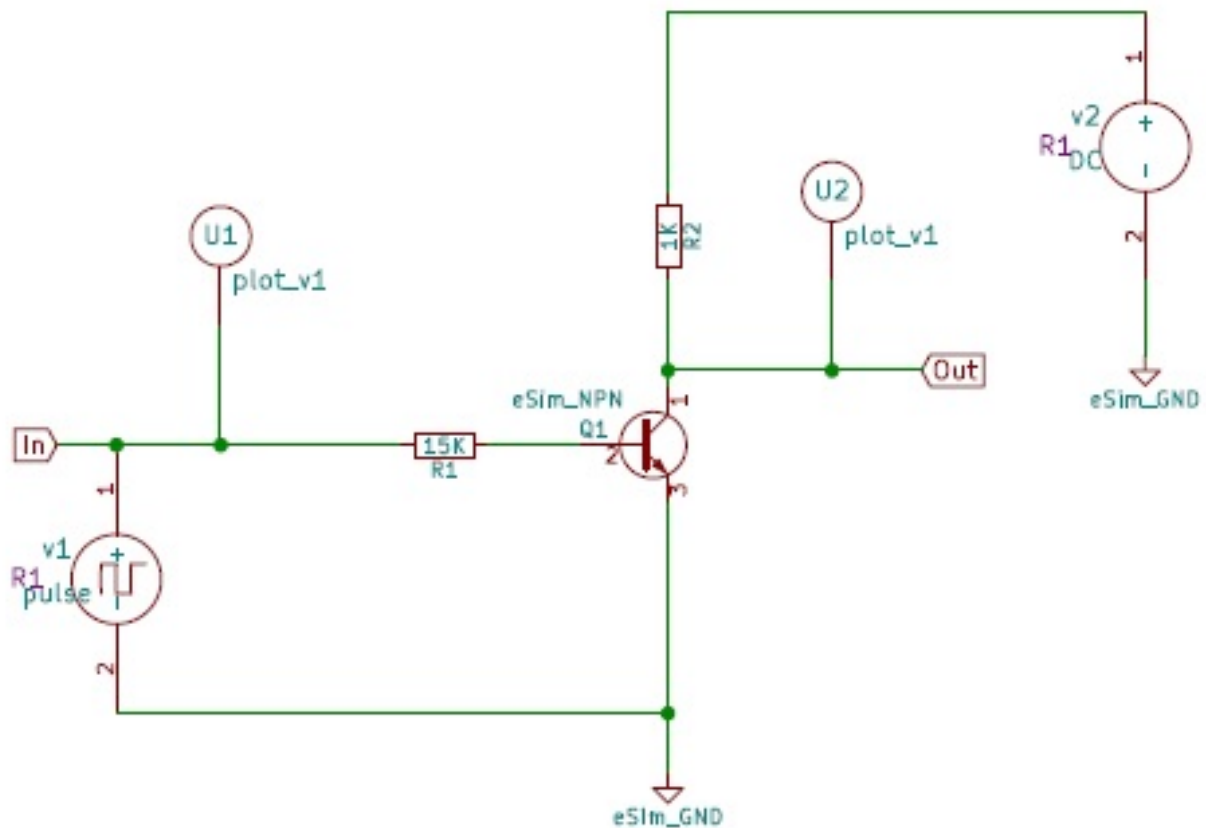 1
v2
+
R1
DC
-
2
eSim_GND
U1
plot_v1
1K
R2
U2
plot_v1
Out
eSim_NPN
Q1
1
2
3
In
15K
R1
1
v1
+
R1
pulse
-
2
eSim_GND